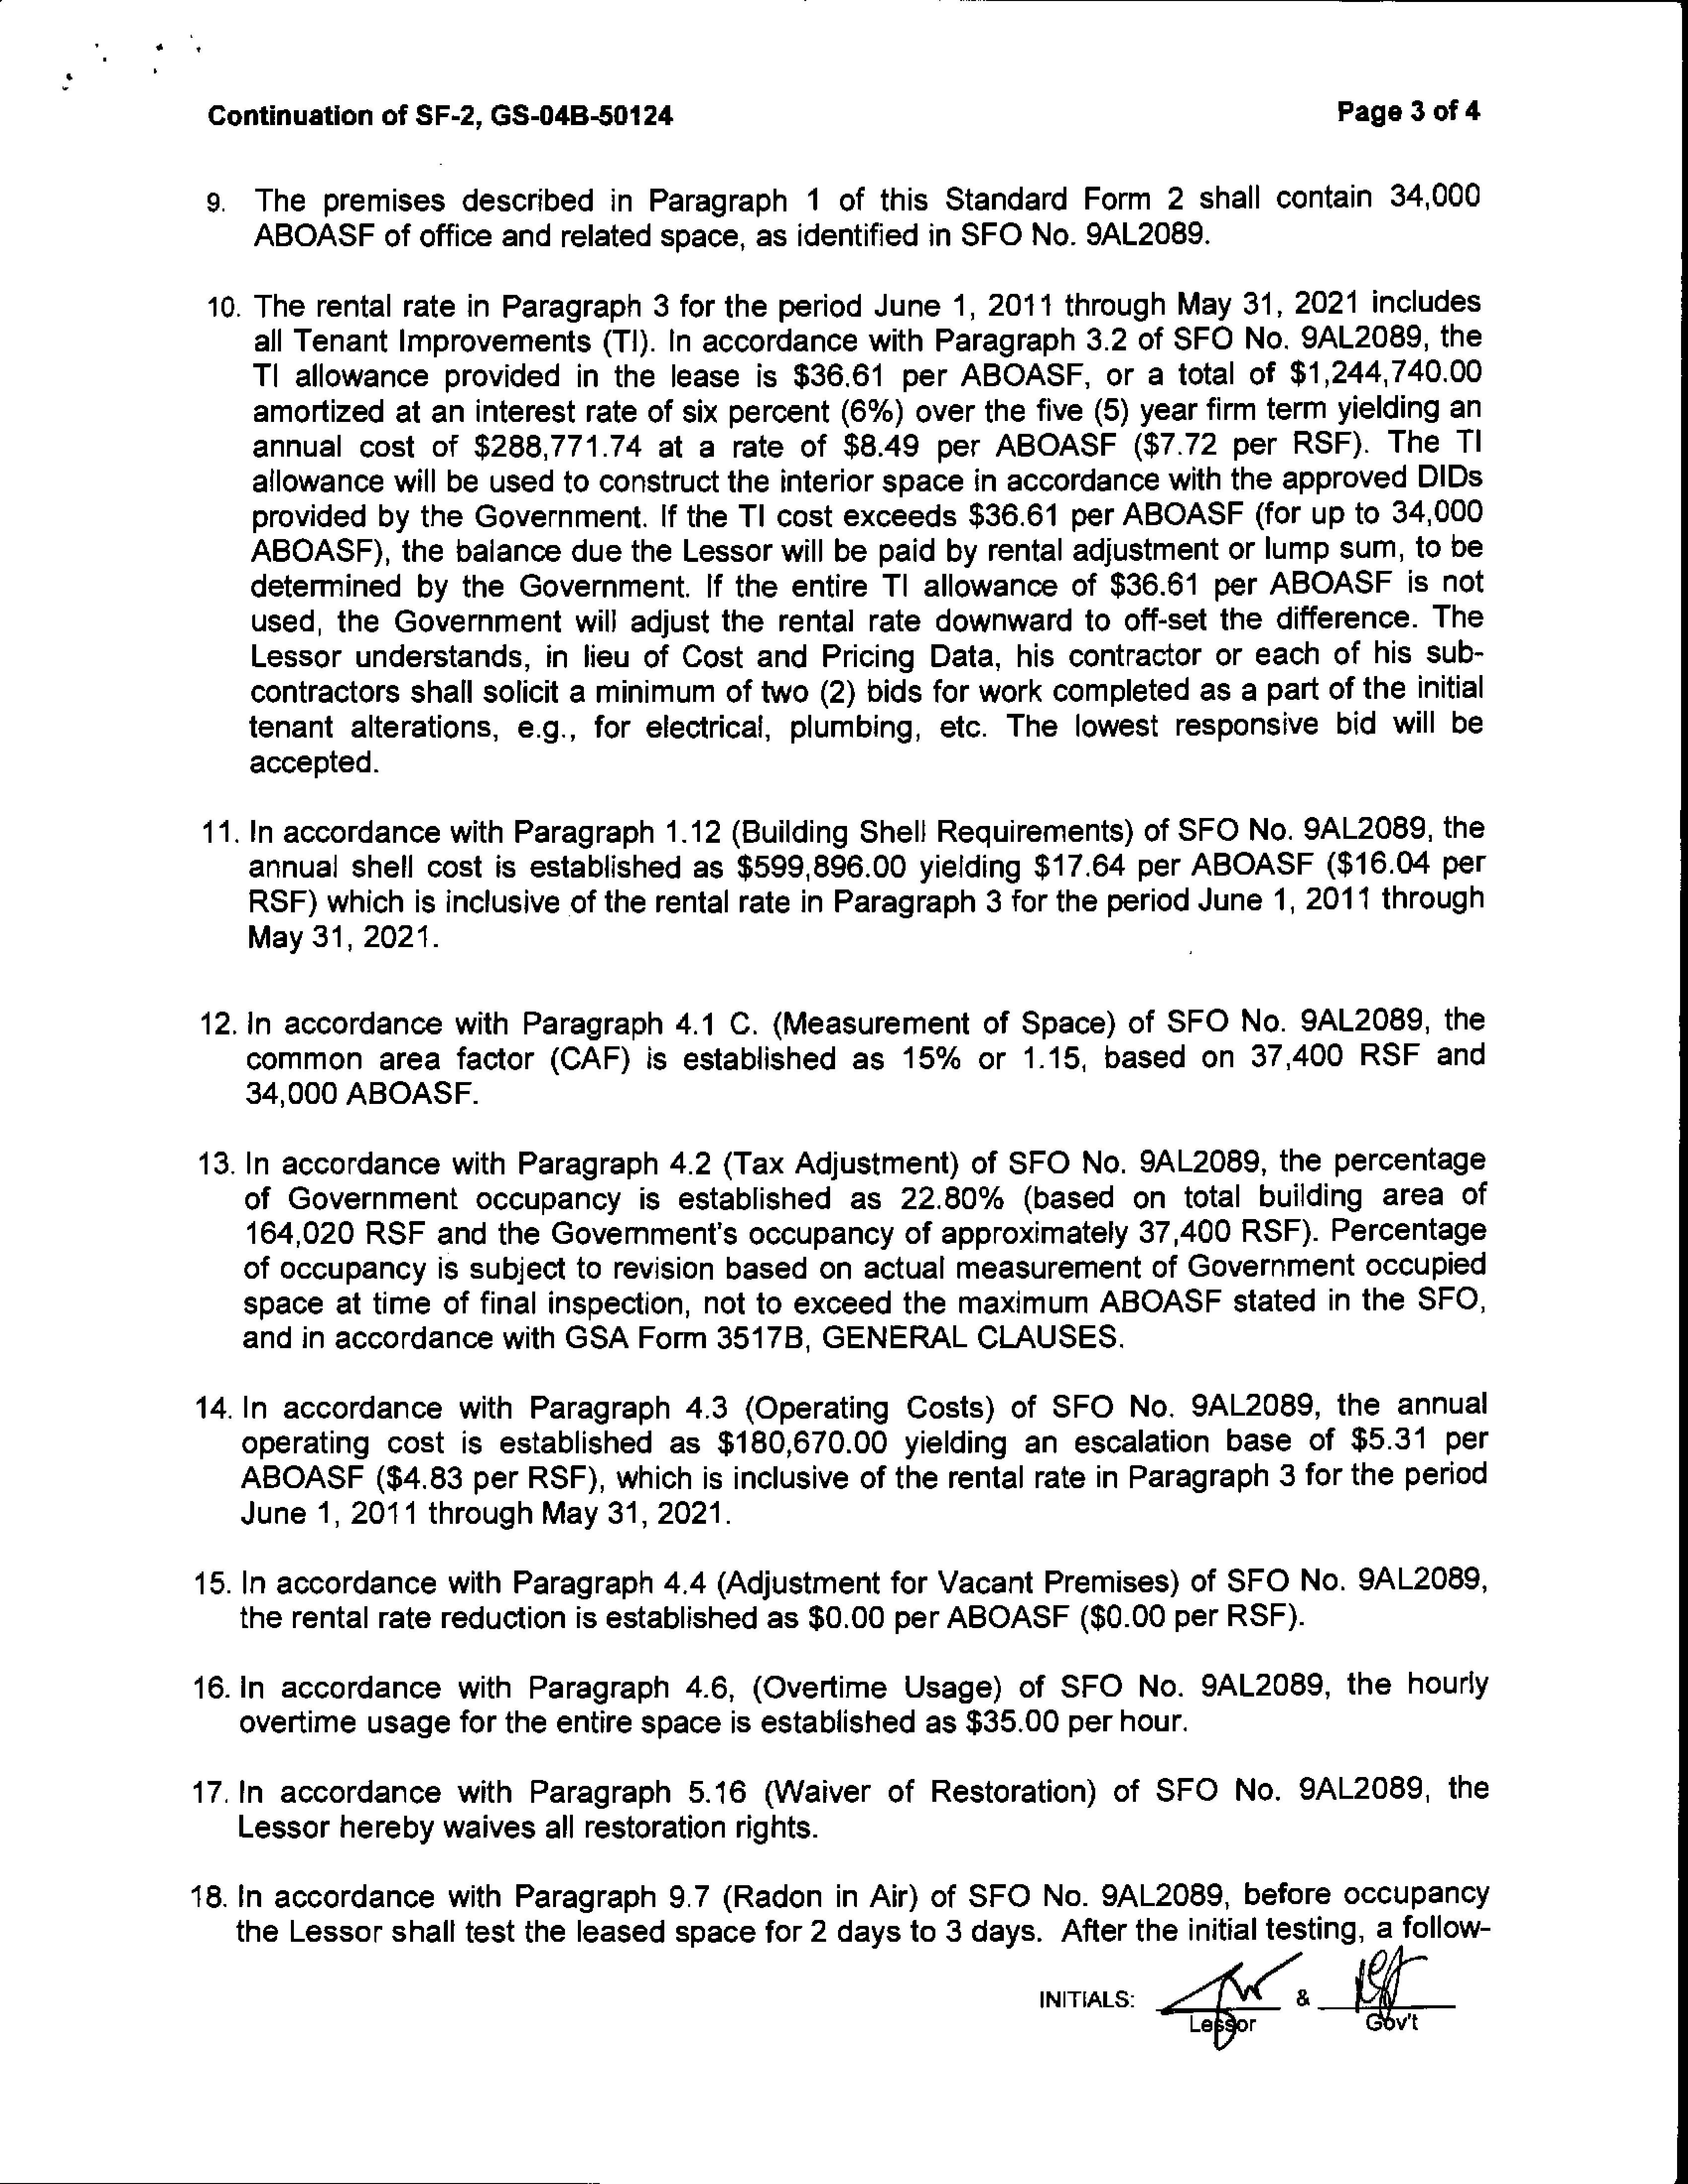 Continuation of SF-2, GS-04B-50124
Page 3 of 4
9. The premises described in Paragraph 1 of this Standard Form 2 shall contain 34,000
ABOASF of office and related space, as identified in SFO No. 9AL2089.
10. The rental rate in Paragraph 3 for the period June 1, 2011 through May 31, 2021 includes
all Tenant Improvements (TI). In accordance with Paragraph 3.2 of SFO No. 9AL2089, the
TI allowance provided in the lease is $36.61 per ABOASF, or a total of $1,244,740.00
amortized at an interest rate of six percent (6%) over the five (5) year firm term yielding an
annual cost of $288,771.74 at a rate of $8.49 per ABOASF ($7.72 per RSF). The TI
allowance will be used to construct the interior space in accordance with the approved DIDs
provided by the Government. If the TI cost exceeds $36.61 per ABOASF (for up to 34,000
ABOASF), the balance due the Lessor will be paid by rental adjustment or lump sum, to be
determined by the Government. If the entire TI allowance of $36.61 per ABOASF is not
used, the Government will adjust the rental rate downward to off-set the difference. The
Lessor understands, in lieu of Cost and Pricing Data, his contractor or each of his sub-
contractors shall solicit a minimum of two (2) bids for work completed as a part of the initial
tenant alterations, e.g., for electrical, plumbing, etc. The lowest responsive bid will be
accepted.
11. In accordance with Paragraph 1.12 (Building Shell Requirements) of SFO No. 9AL2089, the
annual shell cost is established as $599,896.00 yielding $17.64 per ABOASF ($16.04 per
RSF) which is inclusive of the rental rate in Paragraph 3 for the period June 1, 2011 through
May 31, 2021.
12. In accordance with Paragraph 4.1 C. (Measurement of Space) of SFO No. 9AL2089, the
common area factor (CAF) is established as 15% or 1.15, based on 37,400 RSF and
34,000 ABOASF.
13. In accordance with Paragraph 4.2 (Tax Adjustment) of SFO No. 9AL2089, the percentage
of Government occupancy is established as 22.80% (based on total building area of
164,020 RSF and the Government's occupancy of approximately 37,400 RSF). Percentage
of occupancy is subject to revision based on actual measurement of Government occupied
space at time of final inspection, not to exceed the maximum ABOASF stated in the SFO,
and in accordance with GSA Form 3517B, GENERAL CLAUSES.
14. In accordance with Paragraph 4.3 (Operating Costs) of SFO No. 9AL2089, the annual
operating cost is established as $180,670.00 yielding an escalation base of $5.31 per
ABOASF ($4.83 per RSF), which is inclusive of the rental rate in Paragraph 3 for the period
June 1, 2011 through May 31, 2021.
15. In accordance with Paragraph 4.4 (Adjustment for Vacant Premises) of SFO No. 9AL2089,
the rental rate reduction is established as $0.00 per ABOASF ($0.00 per RSF).
16. In accordance with Paragraph 4.6, (Overtime Usage) of SFO No. 9AL2089, the hourly
overtime usage for the entire space is established as $35.00 per hour.
17. In accordance with Paragraph 5.16 (Waiver of Restoration) of SFO No. 9AL2089, the
Lessor hereby waives all restoration rights.
18. In accordance with Paragraph 9.7 (Radon in Air) of SFO No. 9AL2089, before occupancy
the Lessor shall test the leased space for 2 days to 3 days. After the initial testing, a follow-
INITIALS: &
Lessor Gov't